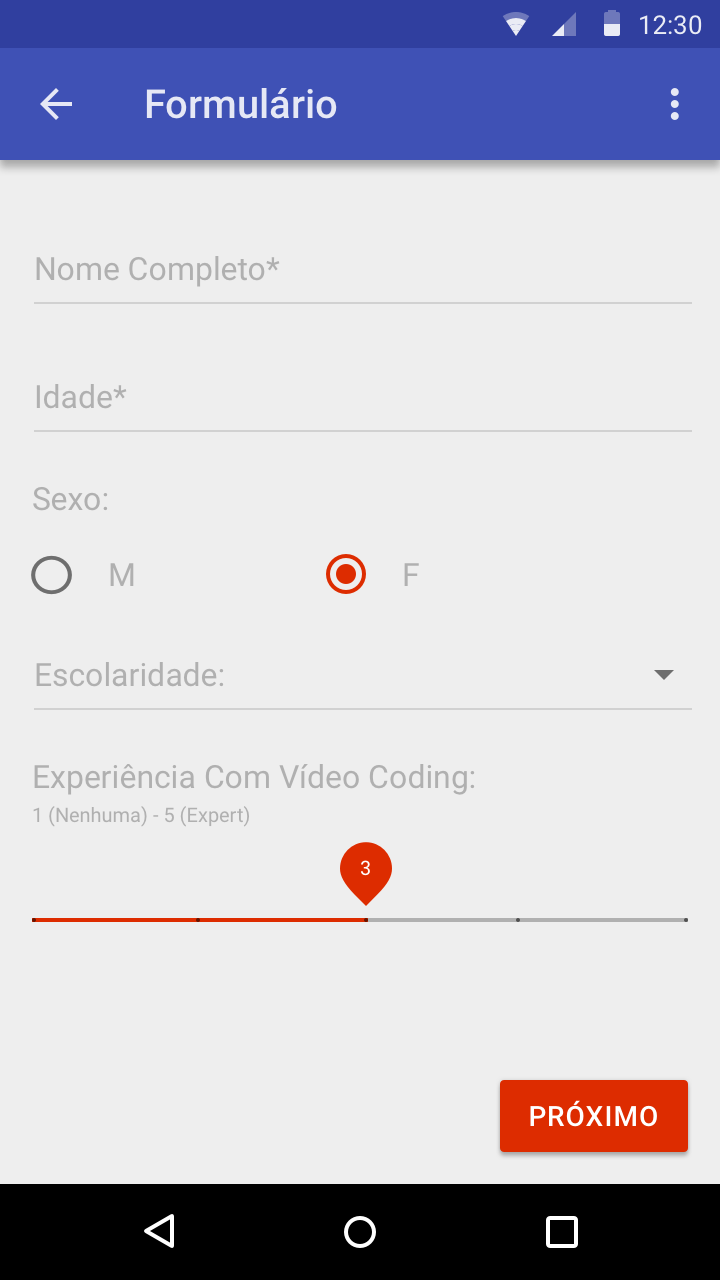 12:30
Formulário
Nome Completo*
Idade*
Sexo:
M F
Escolaridade:
Experiência Com Vídeo Coding:
1 (Nenhuma) - 5 (Expert)
3
PRÓXIMO